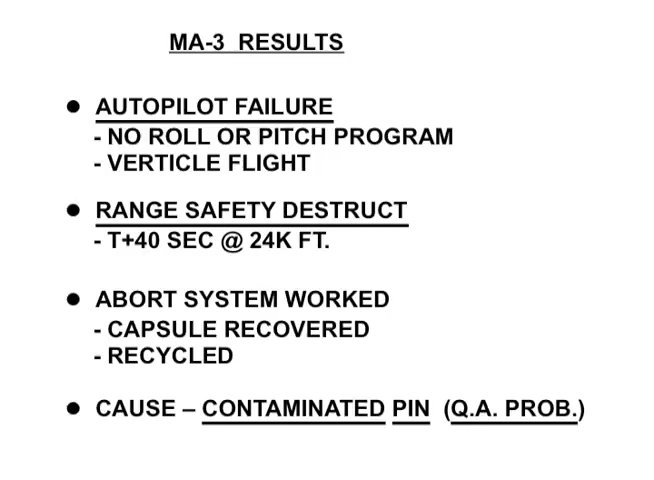 MA-3 RESULTS
● AUTOPILOT FAILURE
- NO ROLL OR PITCH PROGRAM
- VERTICLE FLIGHT
● RANGE SAFETY DESTRUCT
- T+40 SEC @ 24K FT.
● ABORT SYSTEM WORKED
- CAPSULE RECOVERED
- RECYCLED
● CAUSE – CONTAMINATED PIN (Q.A. PROB.)